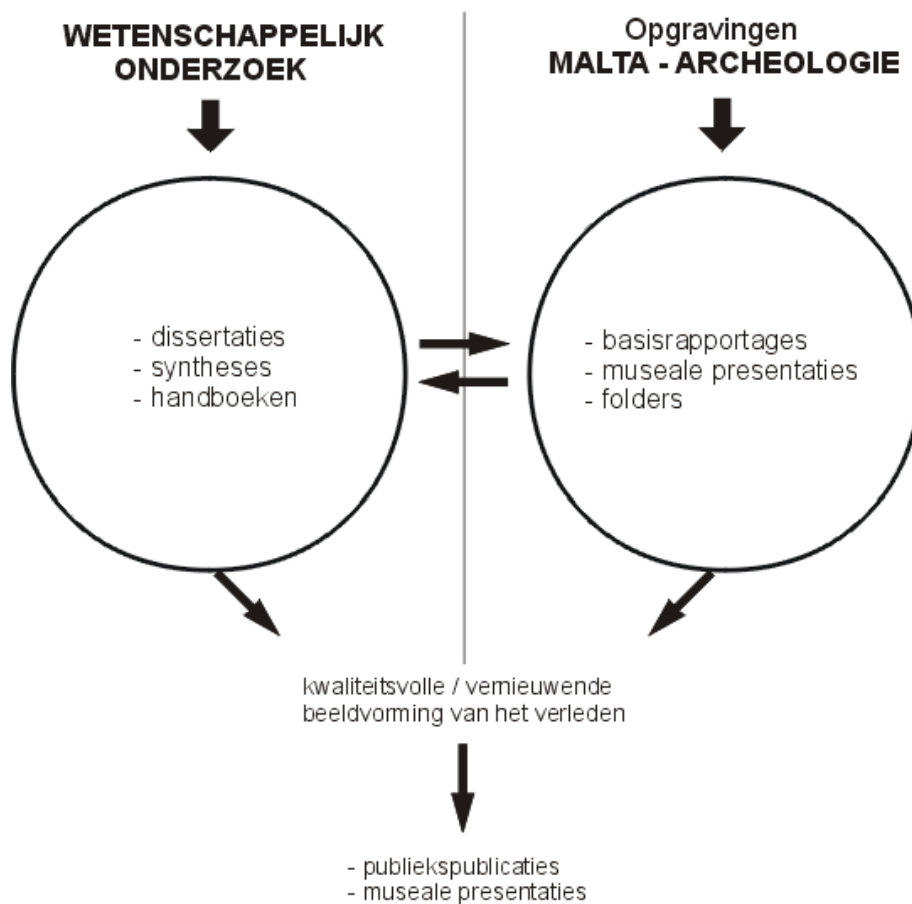 WETENSCHAPPELIJK
ONDERZOEK
Opgravingen
MALTA - ARCHEOLOGIE
- dissertaties
- syntheses
- handboeken
- basisrapportages
- museale presentaties
- folders
kwaliteitsvolle / vernieuwende
beeldvorming van het verleden
- publiekspublicaties
- museale presentaties